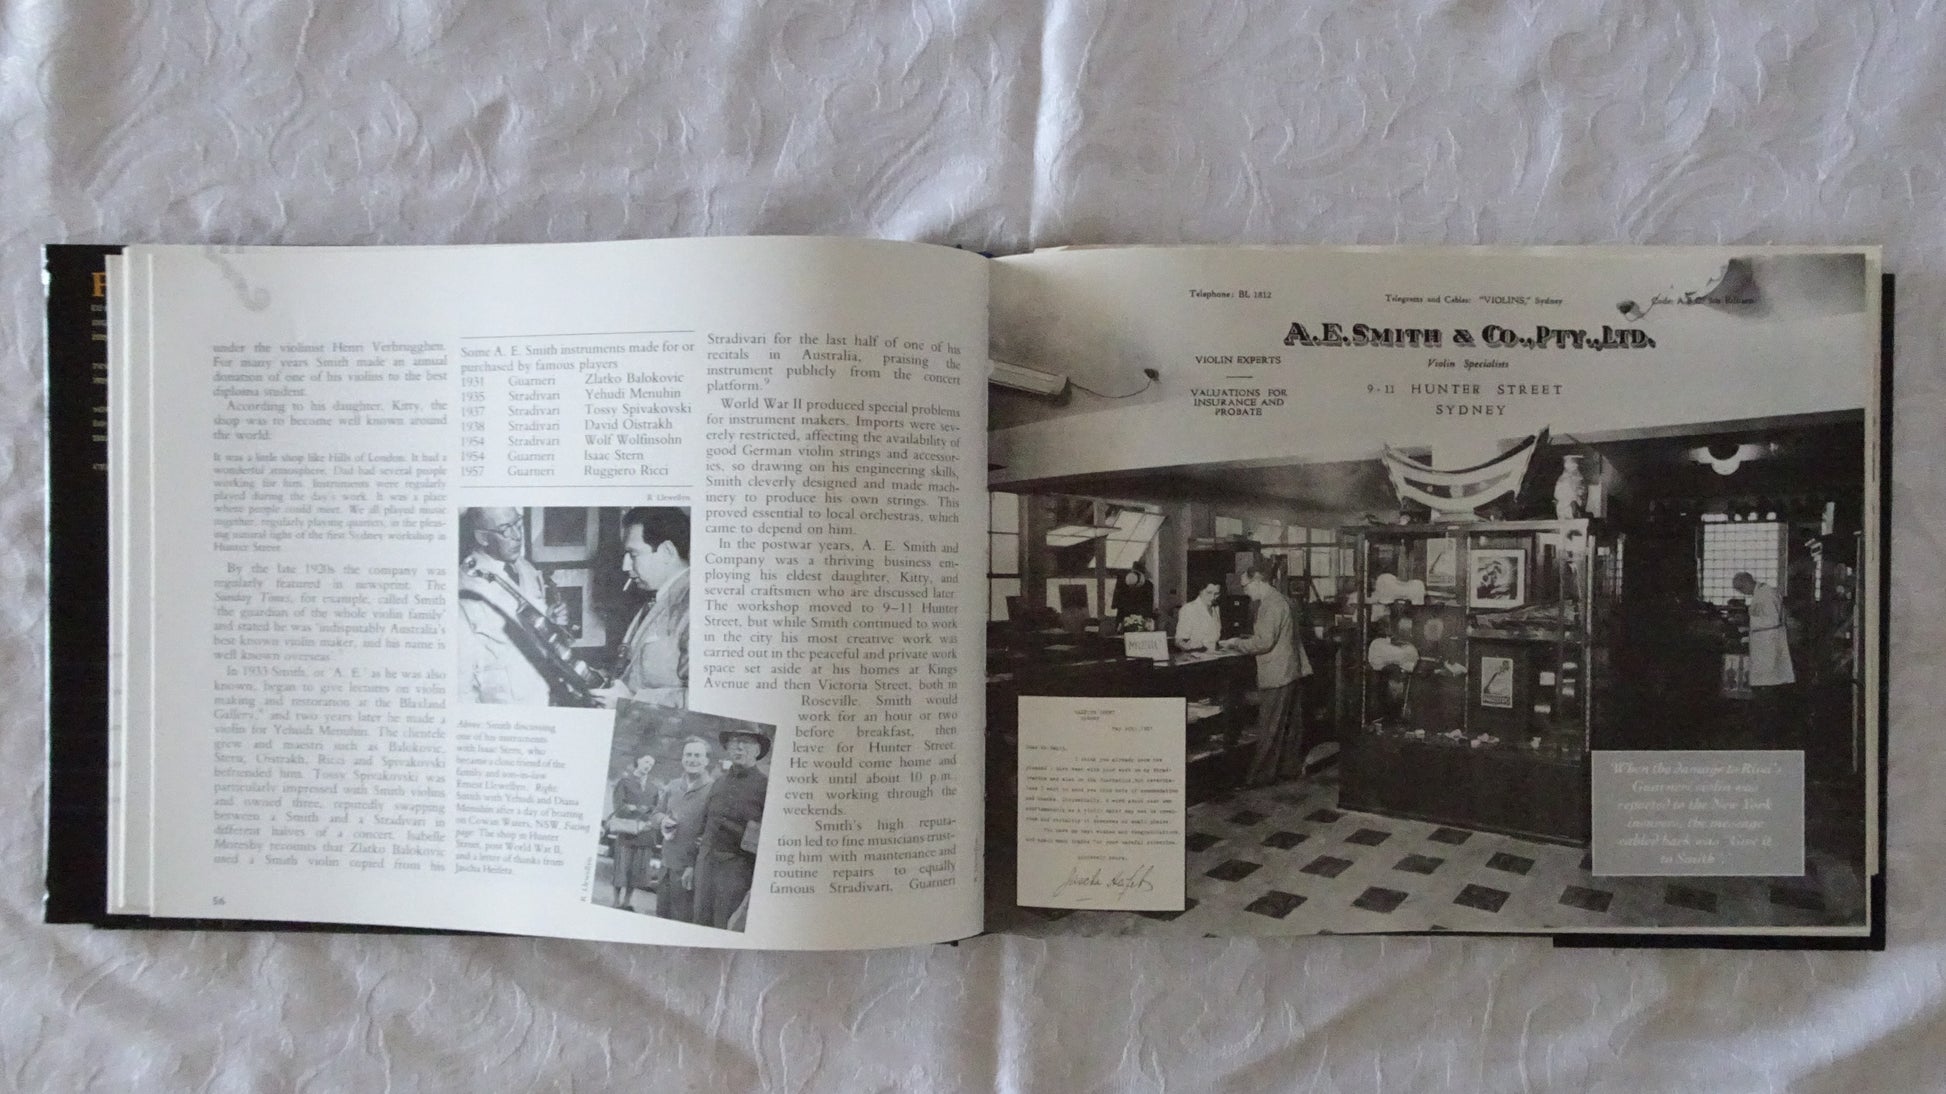 under the violinist Henri Verbrugghen.
For many years Smith made an annual
donation of one of his violins to the best
diploma student.
According to his daughter, Kitty, the
shop was to become well known around
the world:
It was a little shop like Hills of London. It had a
wonderful atmosphere. Dad had several people
working for him. Instruments were regularly
played during the day's work. It was a place
where people could meet. We all played music
together, regularly playing quartets, in the pleas-
ing natural light of the first Sydney workshop in
Hunter Street.
By the late 1920s the company was
regularly featured in newsprint. The
Sunday Times, for example, called Smith
'the guardian of the whole violin family'
and stated he was 'indisputably Australia's
best known violin maker, and his name is
well known overseas'.
In 1933 Smith, or 'A. E.' as he was also
known, began to give lectures on violin
making and restoration at the Blaxland
Gallery, and two years later he made a
violin for Yehudi Menuhin. The clientele
grew and maestri such as Balokovic,
Stern, Oistrakh, Ricci and Spivakovski
befriended him. Tossy Spivakovski was
particularly impressed with Smith violins
and owned three, reputedly swapping
between a Smith and a Stradivari in
different halves of a concert. Isabelle
Moresby recounts that Zlatko Balokovic
used a Smith violin copied from his
56
Some A. E. Smith instruments made for or
purchased by famous players
1931 Guarneri Zlatko Balokovic
1935 Stradivari Yehudi Menuhin
1937 Stradivari Tossy Spivakovski
1938 Stradivari David Oistrakh
1954 Stradivari Wolf Wolfinsohn
1954 Guarneri Isaac Stern
1957 Guarneri Ruggiero Ricci
R. Llewellyn
Above: Smith discussing
one of his instruments
with Isaac Stern, who
became a close friend of the
family and son-in-law
Ernest Llewellyn. Right:
Smith with Yehudi and Diana
Menuhin after a day of boating
on Cowan Waters, NSW. Facing
page: The shop in Hunter
Street, post World War II,
and a letter of thanks from
Jascha Heifetz.
R. Llewellyn
Stradivari for the last half of one of his
recitals in Australia, praising the
instrument publicly from the concert
platform.9
World War II produced special problems
for instrument makers. Imports were sev-
erely restricted, affecting the availability of
good German violin strings and accessor-
ies, so drawing on his engineering skills,
Smith cleverly designed and made mach-
inery to produce his own strings. This
proved essential to local orchestras, which
came to depend on him.
In the postwar years, A. E. Smith and
Company was a thriving business em-
ploying his eldest daughter, Kitty, and
several craftsmen who are discussed later.
The workshop moved to 9–11 Hunter
Street, but while Smith continued to work
in the city his most creative work was
carried out in the peaceful and private work
space set aside at his homes at Kings
Avenue and then Victoria Street, both in
Roseville. Smith would
work for an hour or two
before breakfast, then
leave for Hunter Street.
He would come home and
work until about 10 p.m.,
even working through the
weekends.
Smith's high reputa-
tion led to fine musicians trust-
ing him with maintenance and
routine repairs to equally
famous Stradivari, Guarneri
Telephone: BL 1812
Telegrams and Cables: "VIOLINS," Sydney
Code: A.B.C.
A.E.SMITH & CO.,PTY.,LTD.
VIOLIN EXPERTS
Violin Specialists
VALUATIONS FOR
INSURANCE AND
PROBATE
9-11 HUNTER STREET
SYDNEY
Jascha Heifetz
'When the damage to Ricci's
Guarneri violin was
reported to the New York
insurers, the message
cabled back was "Give it
to Smith".'